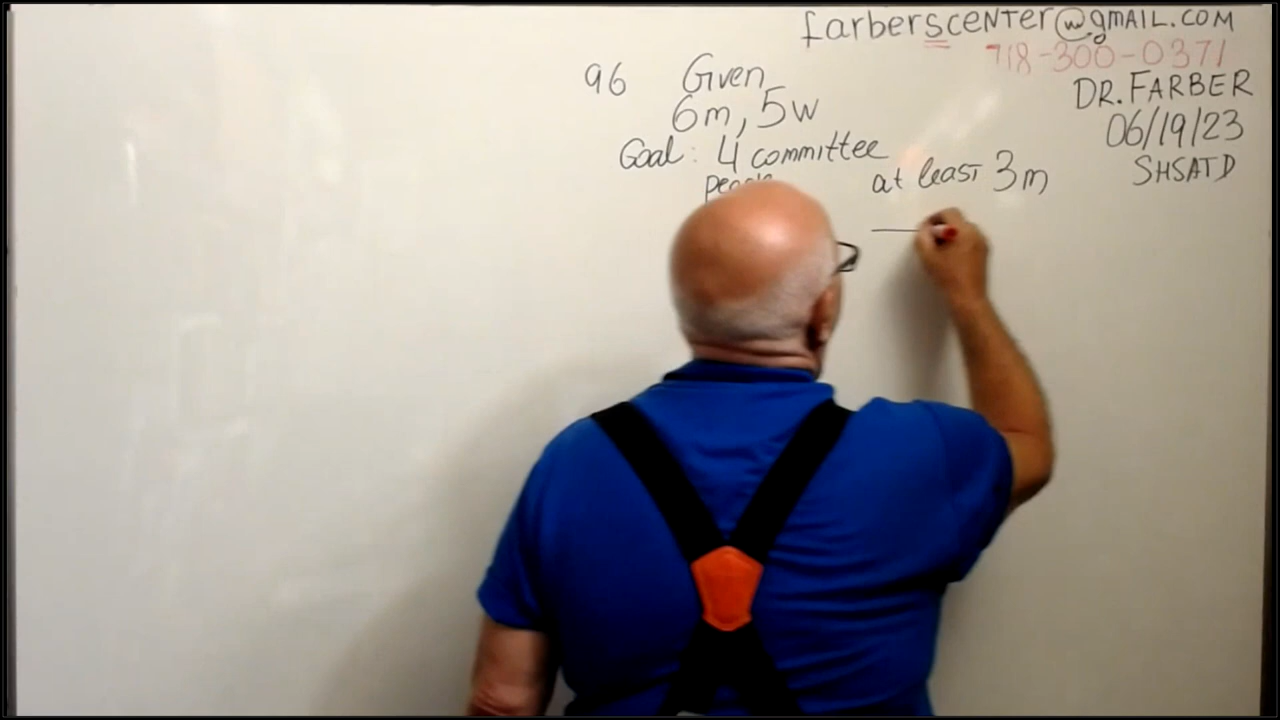 farberscenter@gmail.com
718-300-0371
DR. FARBER
06/19/23
SHSATD
96 Given
6m, 5w
Goal: 4 committee
people
at least 3m